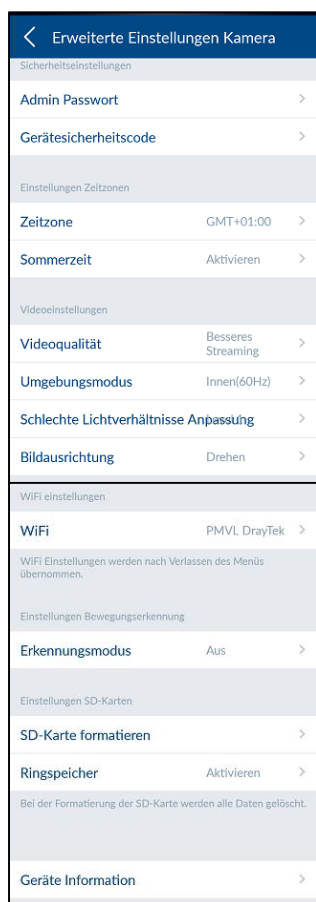 Erweiterte Einstellungen Kamera
Sicherheitseinstellungen
Admin Passwort
Gerätesicherheitscode
Einstellungen Zeitzonen
Zeitzone GMT+01:00
Sommerzeit Aktivieren
Videoeinstellungen
Videoqualität Besseres
Streaming
Umgebungsmodus Innen(60Hz)
Schlechte Lichtverhältnisse Anpassung
Bildausrichtung Drehen
WiFi einstellungen
WiFi PMVL DrayTek
WiFi Einstellungen werden nach Verlassen des Menüs
übernommen.
Einstellungen Bewegungserkennung
Erkennungsmodus Aus
Einstellungen SD-Karten
SD-Karte formatieren
Ringspeicher Aktivieren
Bei der Formatierung der SD-Karte werden alle Daten gelöscht.
Geräte Information